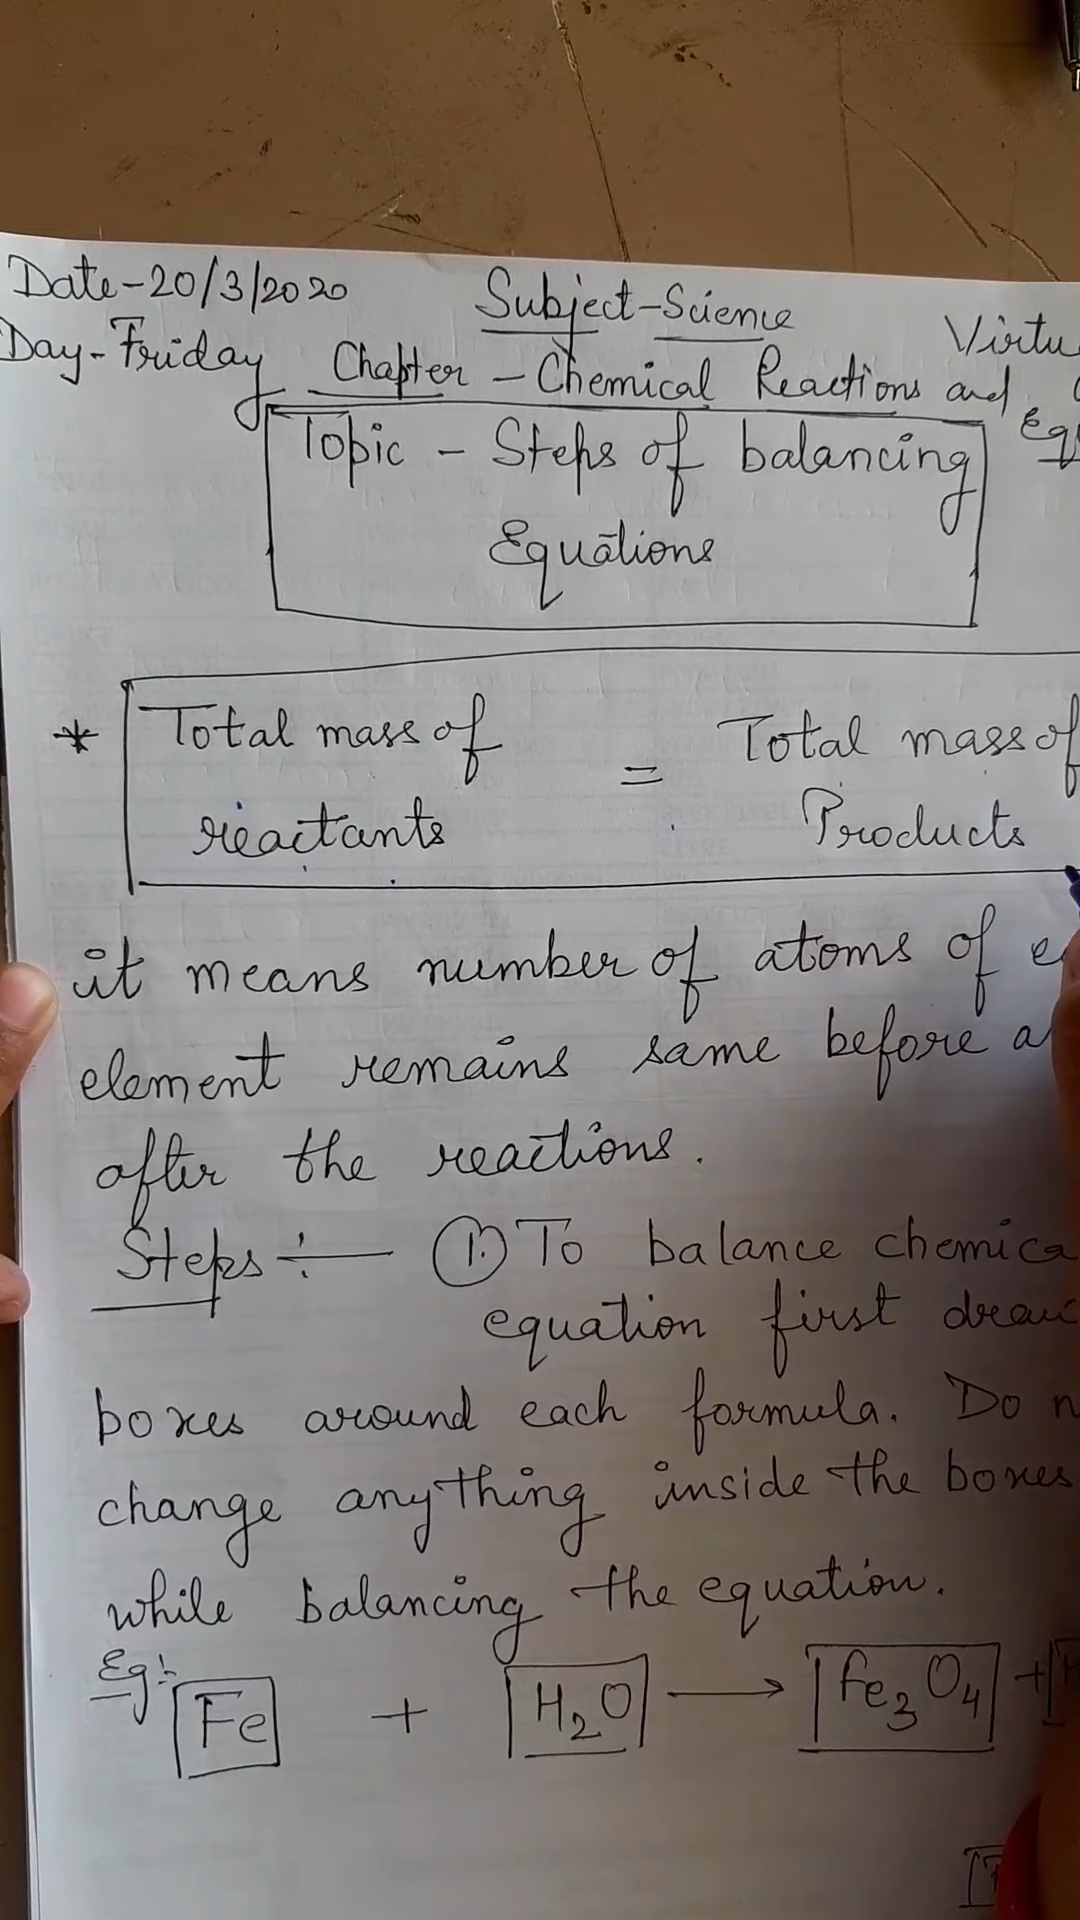 Date-20/3/2020 Subject-Science
Day-Friday Chapter - Chemical Reactions and
Topic - Steps of balancing
Equations
* Total mass of = Total mass of
reactants Products
it means number of atoms of
element remains same before
after the reactions.
Steps ÷ 1. To balance
equation first
boxes around each formula. Do
change anything inside the boxes
while balancing the equation.
Eg:- Fe + H₂O → Fe₃O₄ +